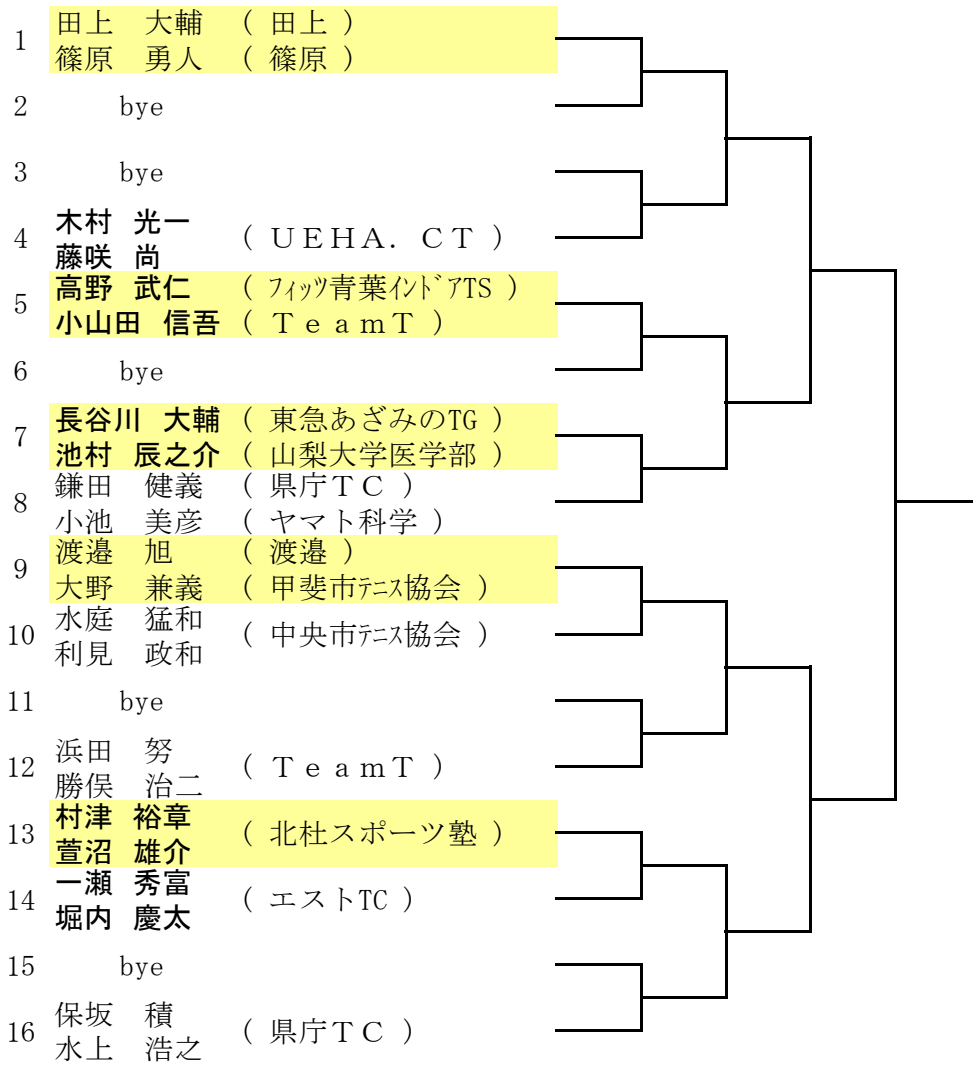 1 田上 大輔 ( 田上 )
篠原 勇人 ( 篠原 )
2 bye
3 bye
4 木村 光一 ( UEHA. CT )
藤咲 尚
5 高野 武仁 ( フィッツ青葉インドアTS )
小山田 信吾 ( TeamT )
6 bye
7 長谷川 大輔 ( 東急あざみのTG )
池村 辰之介 ( 山梨大学医学部 )
8 鎌田 健義 ( 県庁TC )
小池 美彦 ( ヤマト科学 )
9 渡邉 旭 ( 渡邉 )
大野 兼義 ( 甲斐市テニス協会 )
10 水庭 猛和 ( 中央市テニス協会 )
利見 政和
11 bye
12 浜田 努 ( TeamT )
勝俣 治二
13 村津 裕章 ( 北杜スポーツ塾 )
萱沼 雄介
14 一瀬 秀富 ( エストTC )
堀内 慶太
15 bye
16 保坂 積 ( 県庁TC )
水上 浩之